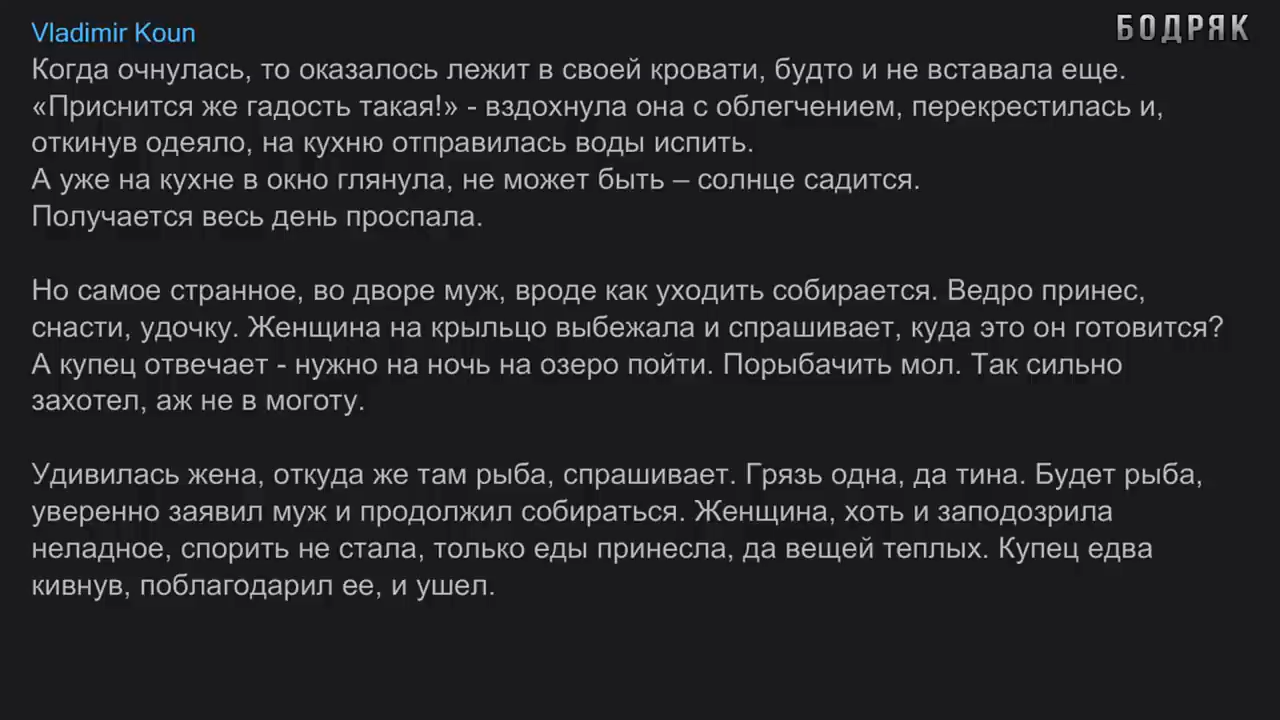 Vladimir Koun
БОДРЯК
Когда очнулась, то оказалось лежит в своей кровати, будто и не вставала еще.
«Приснится же гадость такая!» - вздохнула она с облегчением, перекрестилась и,
откинув одеяло, на кухню отправилась воды испить.
А уже на кухне в окно глянула, не может быть – солнце садится.
Получается весь день проспала.
Но самое странное, во дворе муж, вроде как уходить собирается. Ведро принес,
снасти, удочку. Женщина на крыльцо выбежала и спрашивает, куда это он готовится?
А купец отвечает - нужно на ночь на озеро пойти. Порыбачить мол. Так сильно
захотел, аж не в моготу.
Удивилась жена, откуда же там рыба, спрашивает. Грязь одна, да тина. Будет рыба,
уверенно заявил муж и продолжил собираться. Женщина, хоть и заподозрила
неладное, спорить не стала, только еды принесла, да вещей теплых. Купец едва
кивнув, поблагодарил ее, и ушел.